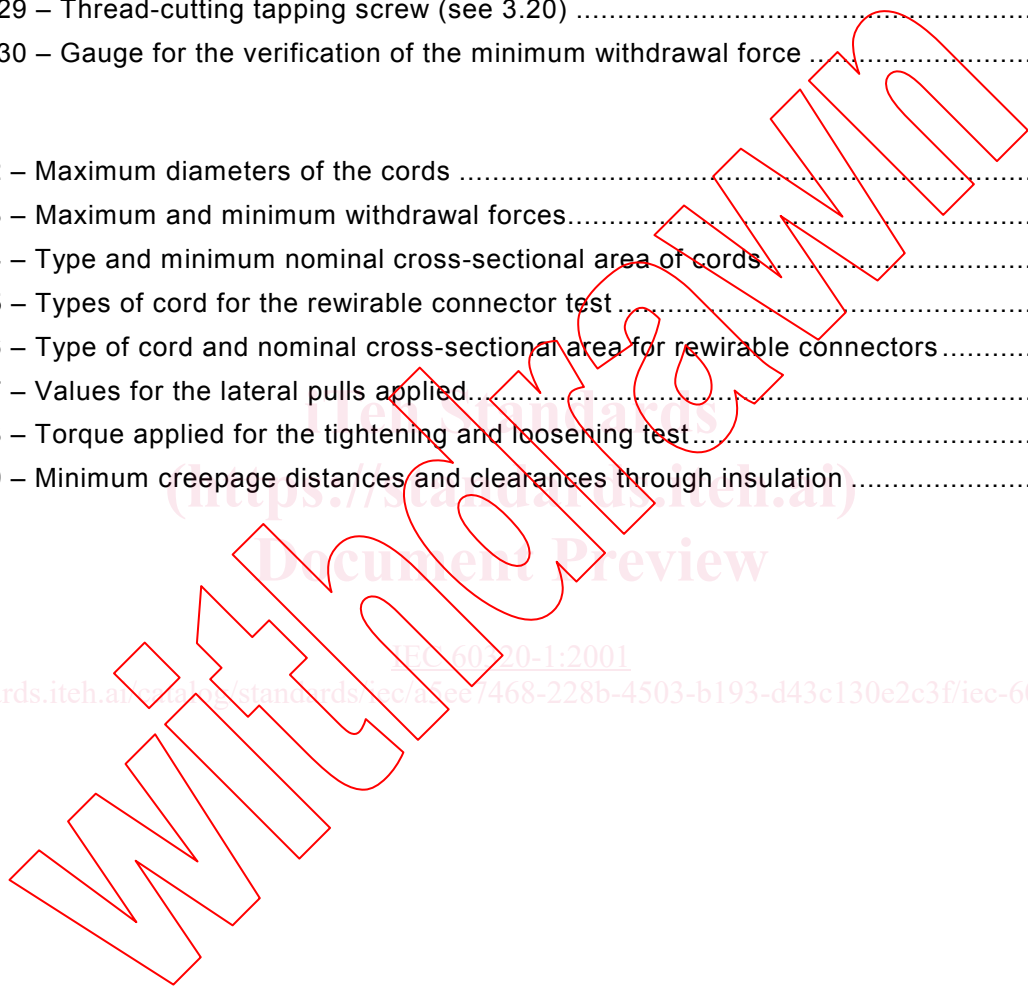 29 – Thread-cutting tapping screw (see 3.20) ........................................................
30 – Gauge for the verification of the minimum withdrawal force ...........................
– Maximum diameters of the cords ........................................................
– Maximum and minimum withdrawal forces........................................................
– Type and minimum nominal cross-sectional area of cords........................................
– Types of cord for the rewirable connector test ........................................
– Type of cord and nominal cross-sectional area for rewirable connectors............
– Values for the lateral pulls applied........................................................
– Torque applied for the tightening and loosening test........................................
– Minimum creepage distances and clearances through insulation........................
iTeh Standards
(https://standards.iteh.ai)
Document Preview
IEC 60320-1:2001
rds.iteh.ai/catalog/standards/iec/a5ee7468-228b-4503-b193-d43c130e2c3f/iec-60
withdrawn